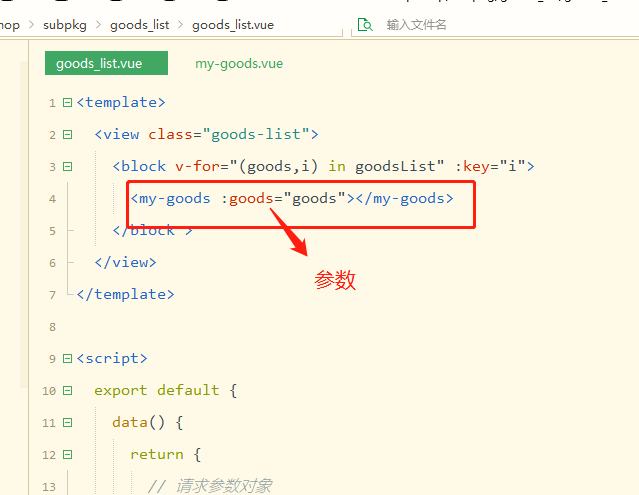 hop > subpkg > goods_list > goods_list.vue 输入文件名
goods_list.vue my-goods.vue
1 <template>
2 <view class="goods-list">
3 <block v-for="(goods,i) in goodsList" :key="i">
4 <my-goods :goods="goods"></my-goods>
5 </block >
6 </view>
参数
7 </template>
8
9 <script>
10 export default {
11 data() {
12 return {
13 // 请求参数对象